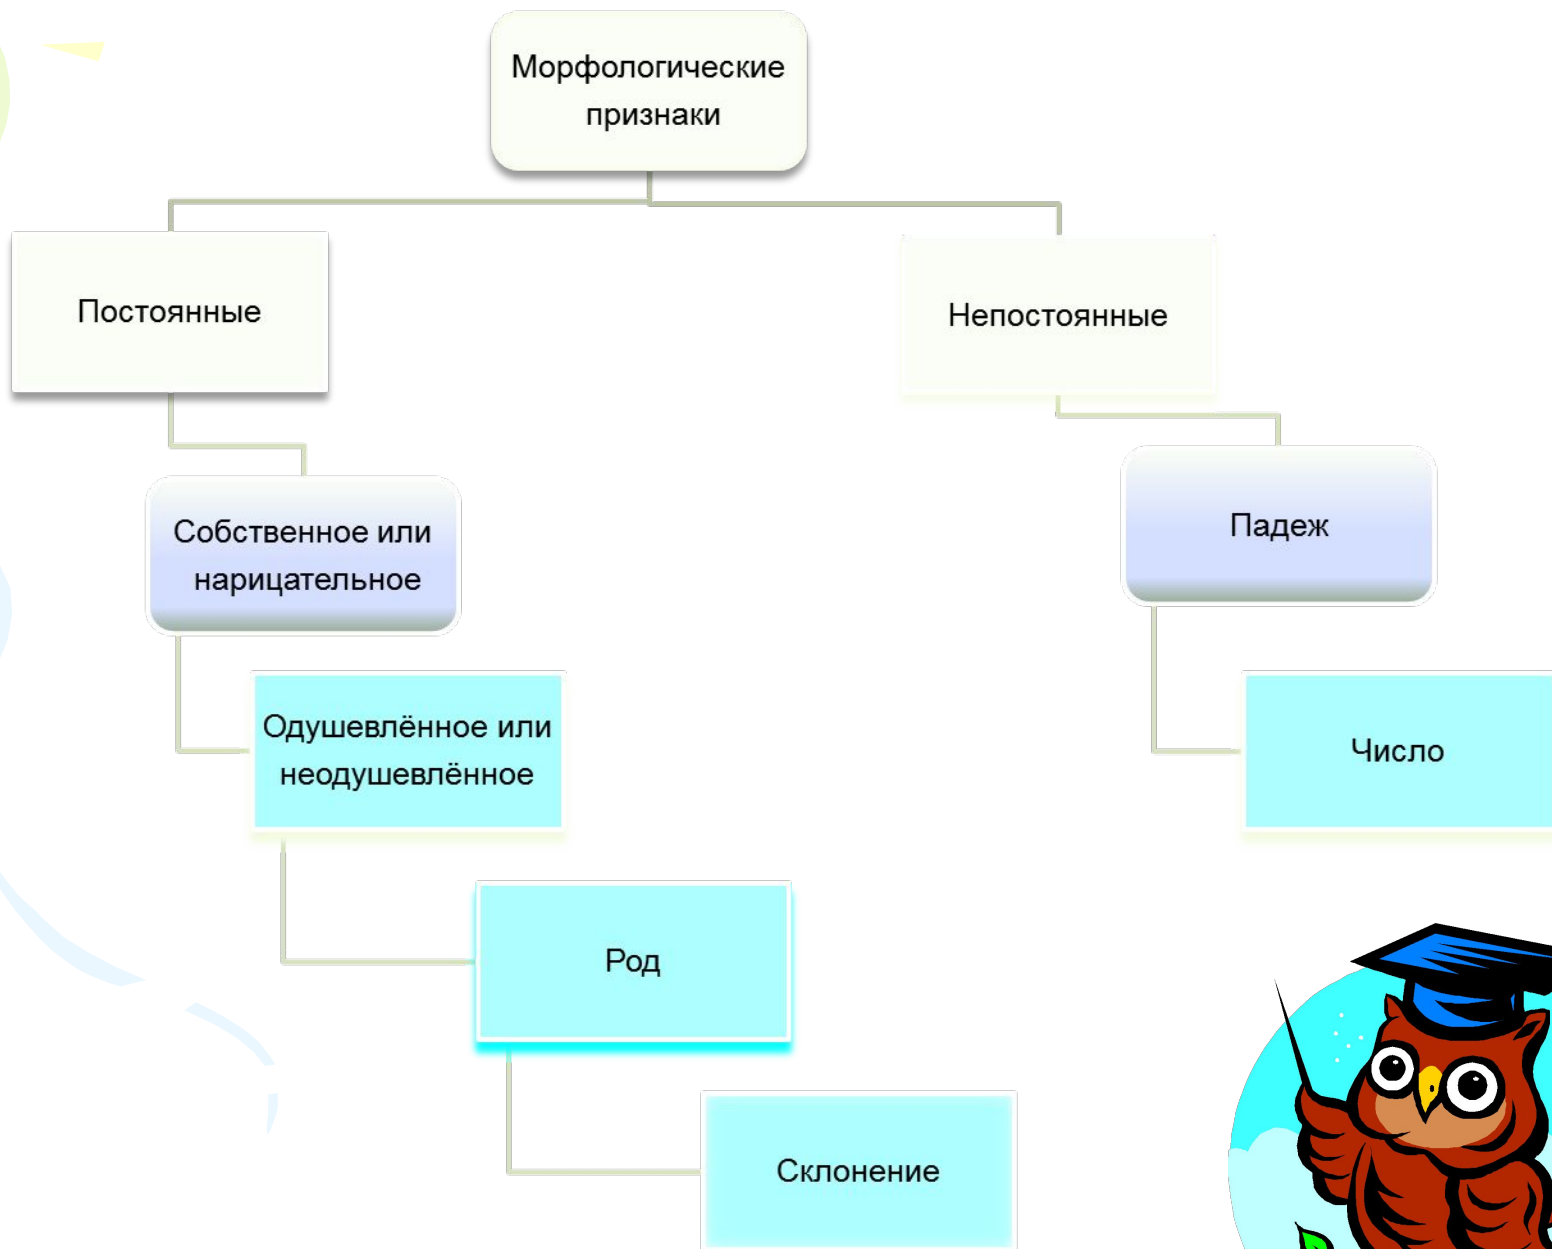 Морфологические
признаки
Постоянные
Непостоянные
Собственное или
нарицательное
Падеж
Одушевлённое или
неодушевлённое
Число
Род
Склонение